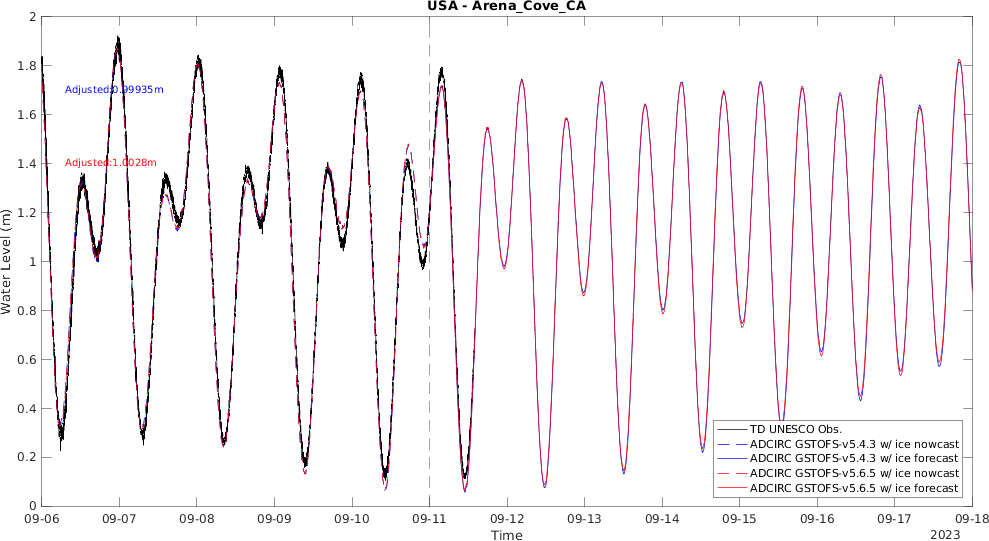 USA - Arena_Cove_CA
2
1.8
1.6
1.4
1.2
1
0.8
0.6
0.4
0.2
0
Water Level (m)
Adjusted:0.99935m
Adjusted:1.0028m
TD UNESCO Obs.
ADCIRC GSTOFS-v5.4.3 w/ ice nowcast
ADCIRC GSTOFS-v5.4.3 w/ ice forecast
ADCIRC GSTOFS-v5.6.5 w/ ice nowcast
ADCIRC GSTOFS-v5.6.5 w/ ice forecast
09-06 09-07 09-08 09-09 09-10 09-11 09-12 09-13 09-14 09-15 09-16 09-17 09-18
Time
2023